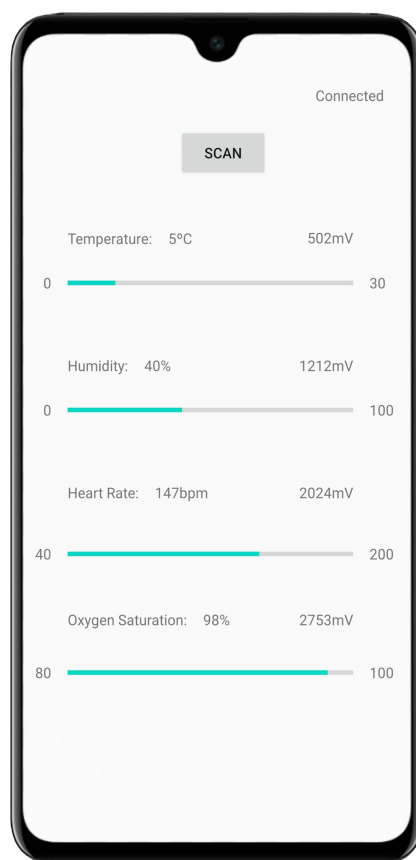 Connected
SCAN
Temperature: 5ºC 502mV
0 30
Humidity: 40% 1212mV
0 100
Heart Rate: 147bpm 2024mV
40 200
Oxygen Saturation: 98% 2753mV
80 100